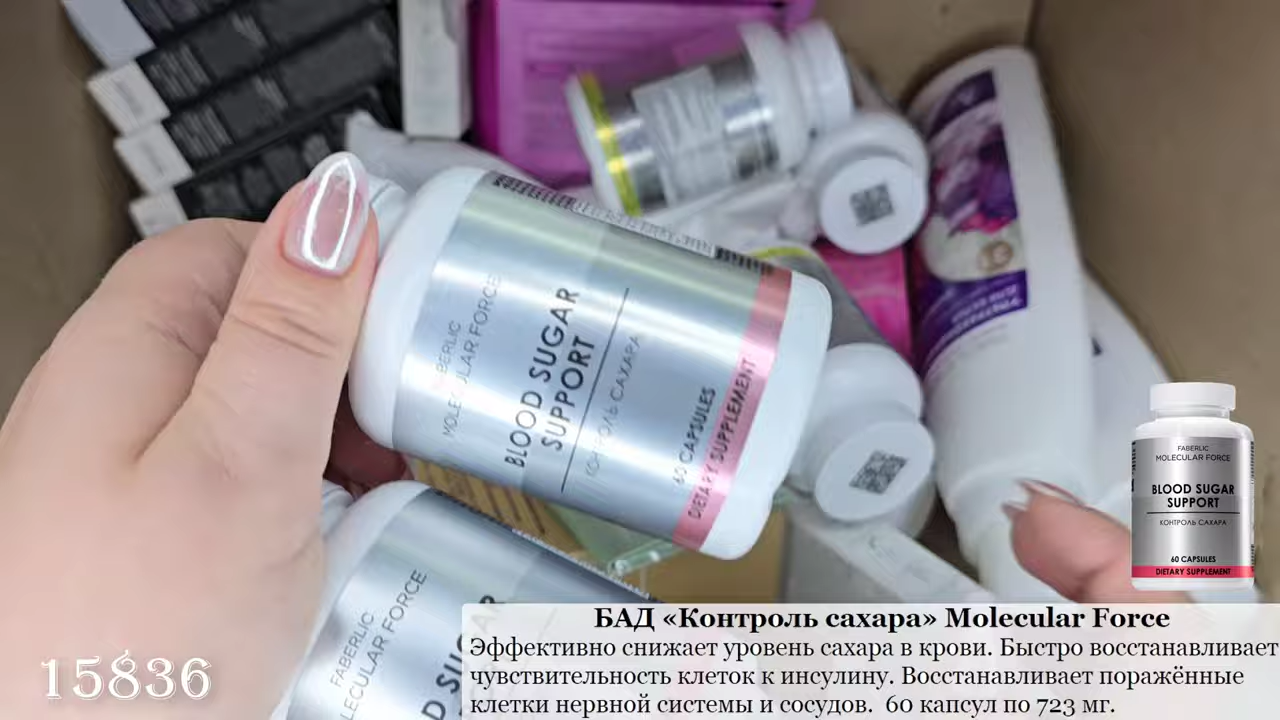 FABERLIC
MOLECULAR FORCE
BLOOD SUGAR
SUPPORT
КОНТРОЛЬ САХАРА
60 CAPSULES
DIETARY SUPPLEMENT
FABERLIC
MOLECULAR FORCE
FABERLIC
MOLECULAR FORCE
BLOOD SUGAR
SUPPORT
КОНТРОЛЬ САХАРА
60 CAPSULES
DIETARY SUPPLEMENT
15836
БАД «Контроль сахара» Molecular Force
Эффективно снижает уровень сахара в крови. Быстро восстанавливает
чувствительность клеток к инсулину. Восстанавливает поражённые
клетки нервной системы и сосудов. 60 капсул по 723 мг.